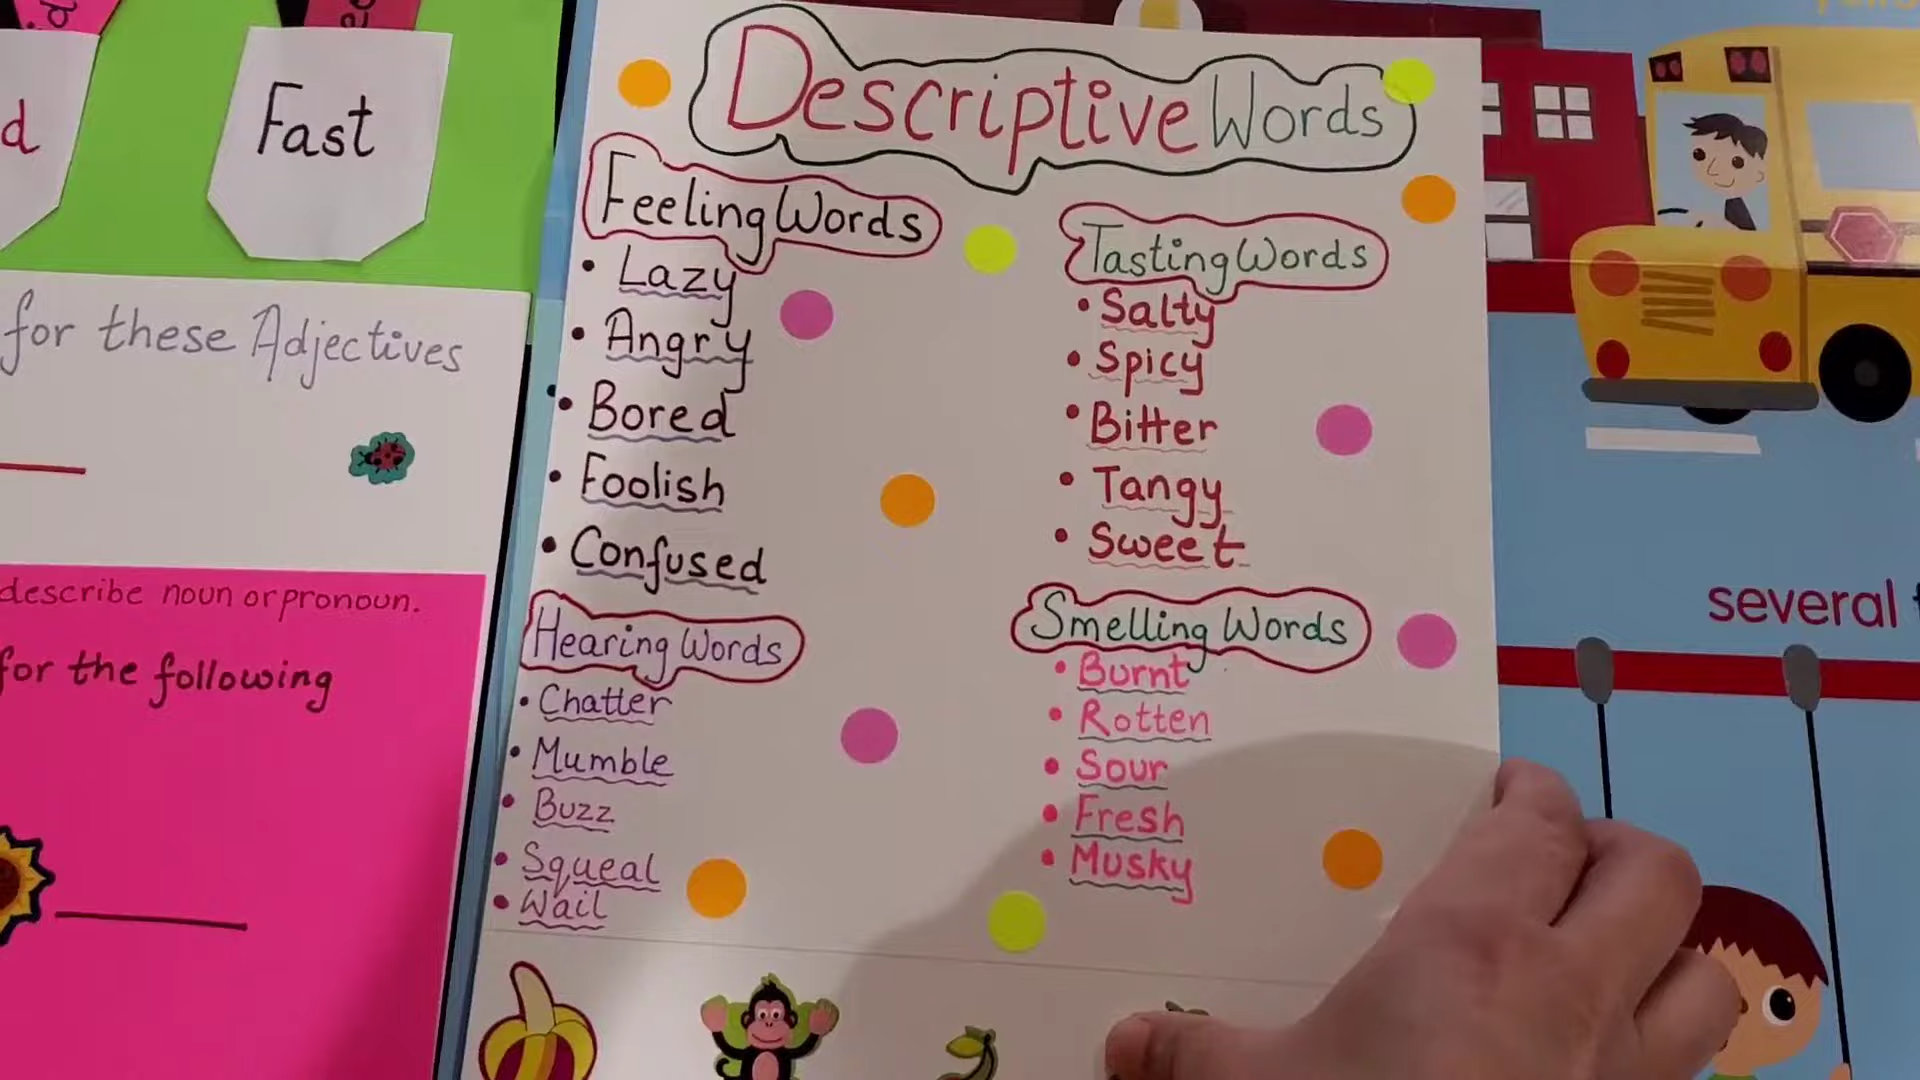 d
Fast
for these Adjectives
describe noun or pronoun.
for the following
Descriptive Words
Feeling Words
• Lazy
• Angry
• Bored
• Foolish
• Confused
Hearing Words
• Chatter
• Mumble
• Buzz
• Squeal
• Wail
Tasting Words
• Salty
• Spicy
• Bitter
• Tangy
• Sweet
Smelling Words
• Burnt
• Rotten
• Sour
• Fresh
• Musky
several